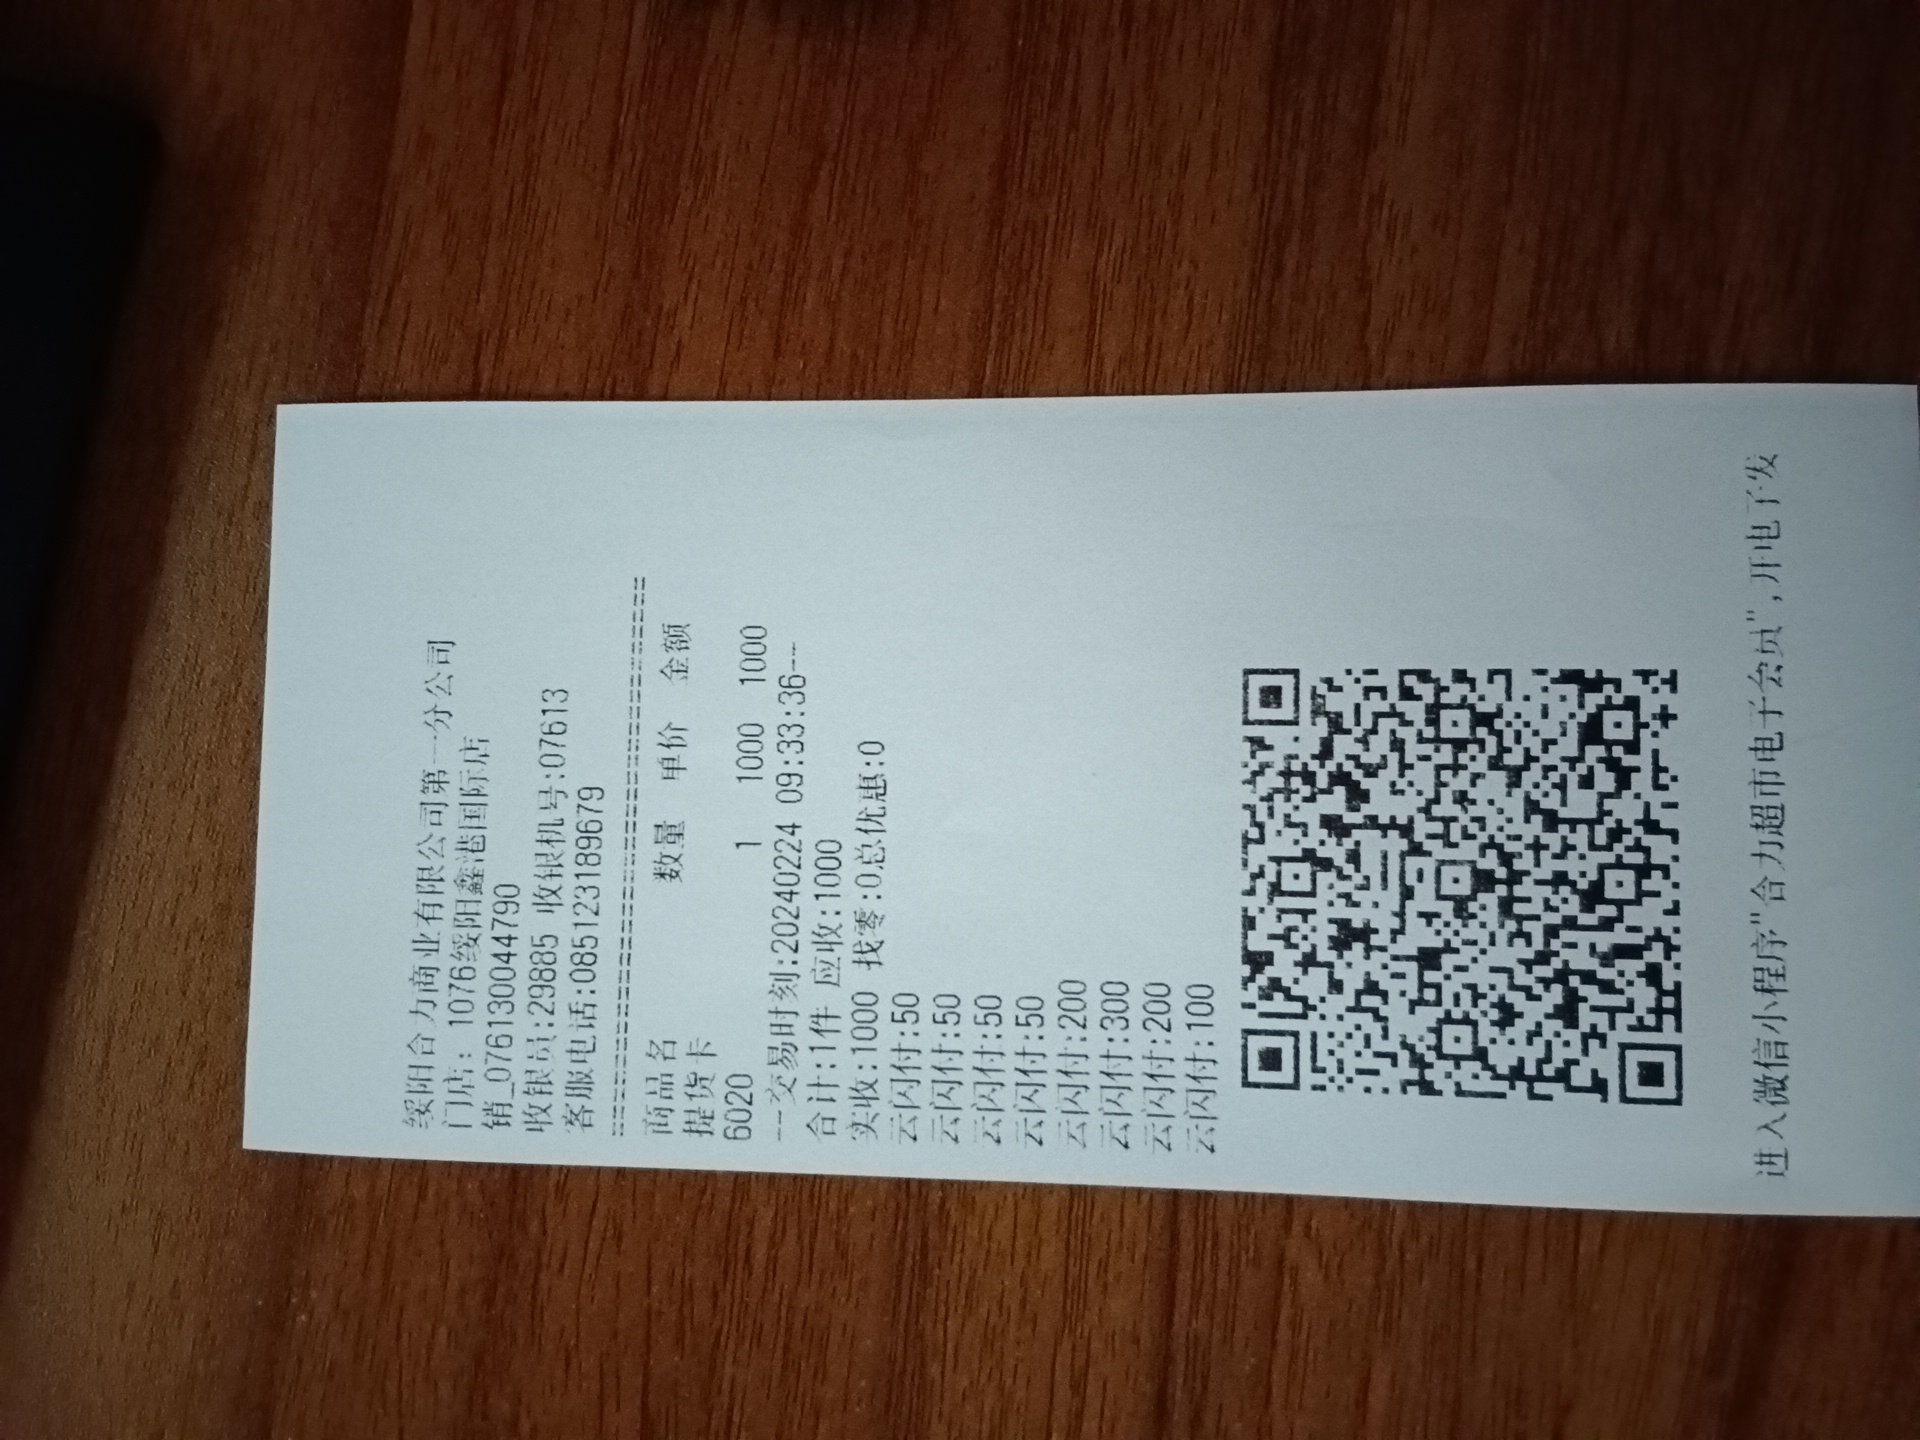 绥阳合力商业有限公司第一分公司
门店: 1076绥阳鑫港国际店
销_0761300447​90
收银员:29885 收银机号:07613
客服电话:085123189679
==========================================
商品名 数量 单价 金额
提货卡
6020 1 1000 1000
--交易时刻:20240224 09:33:36--
合计:1件 应收:1000
实收:1000 找零:0总优惠:0
云闪付:50
云闪付:50
云闪付:50
云闪付:50
云闪付:200
云闪付:300
云闪付:200
云闪付:100
进入微信小程序"合力超市电子会员",开电子发